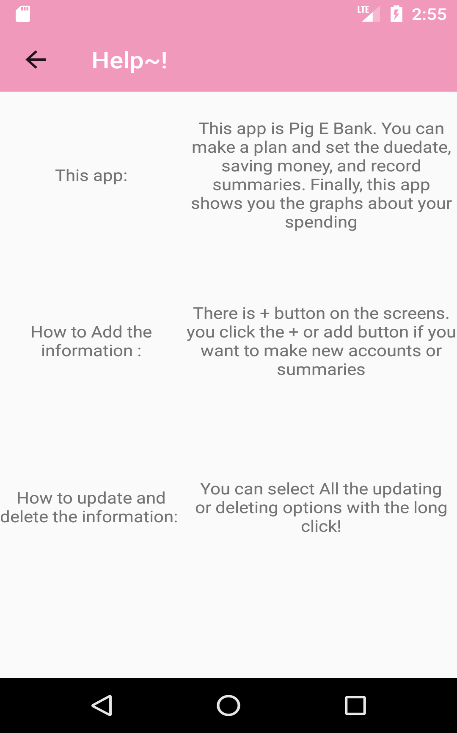 LTE 2:55
Help~!
This app:
This app is Pig E Bank. You can
make a plan and set the duedate,
saving money, and record
summaries. Finally, this app
shows you the graphs about your
spending
How to Add the
information :
There is + button on the screens.
you click the + or add button if you
want to make new accounts or
summaries
How to update and
delete the information:
You can select All the updating
or deleting options with the long
click!